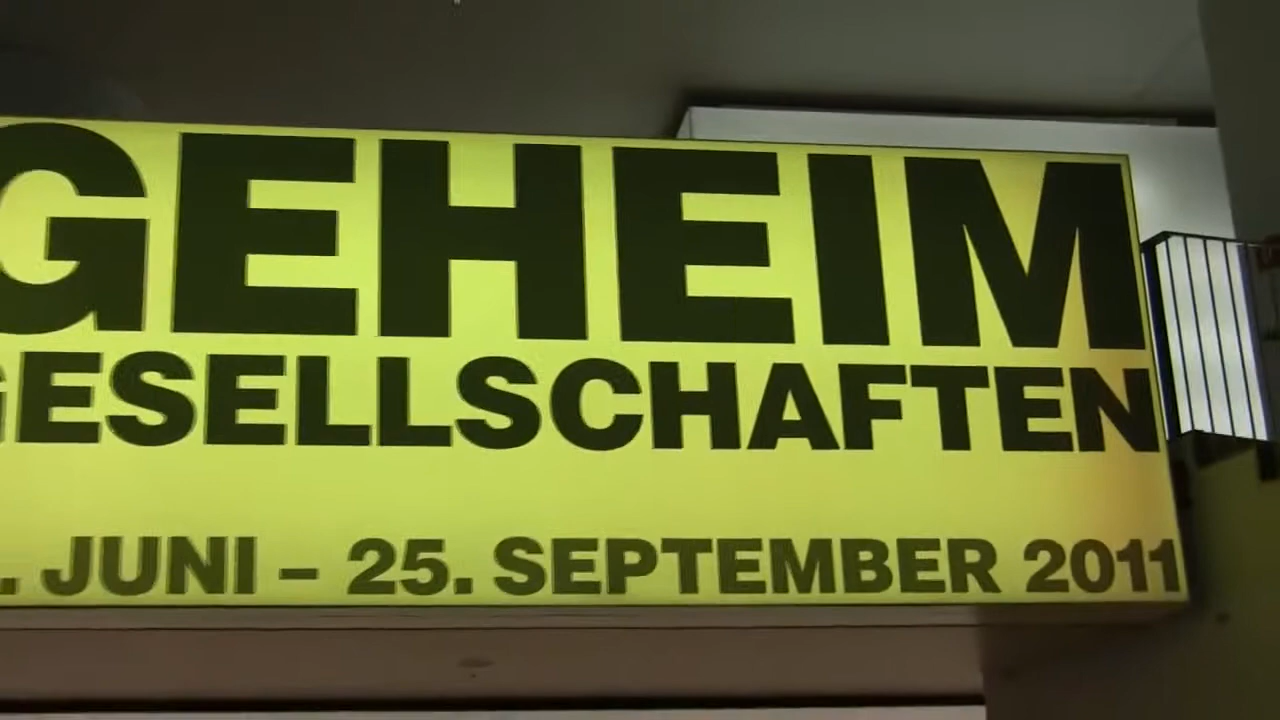 GEHEIM
GESELLSCHAFTEN
. JUNI – 25. SEPTEMBER 2011